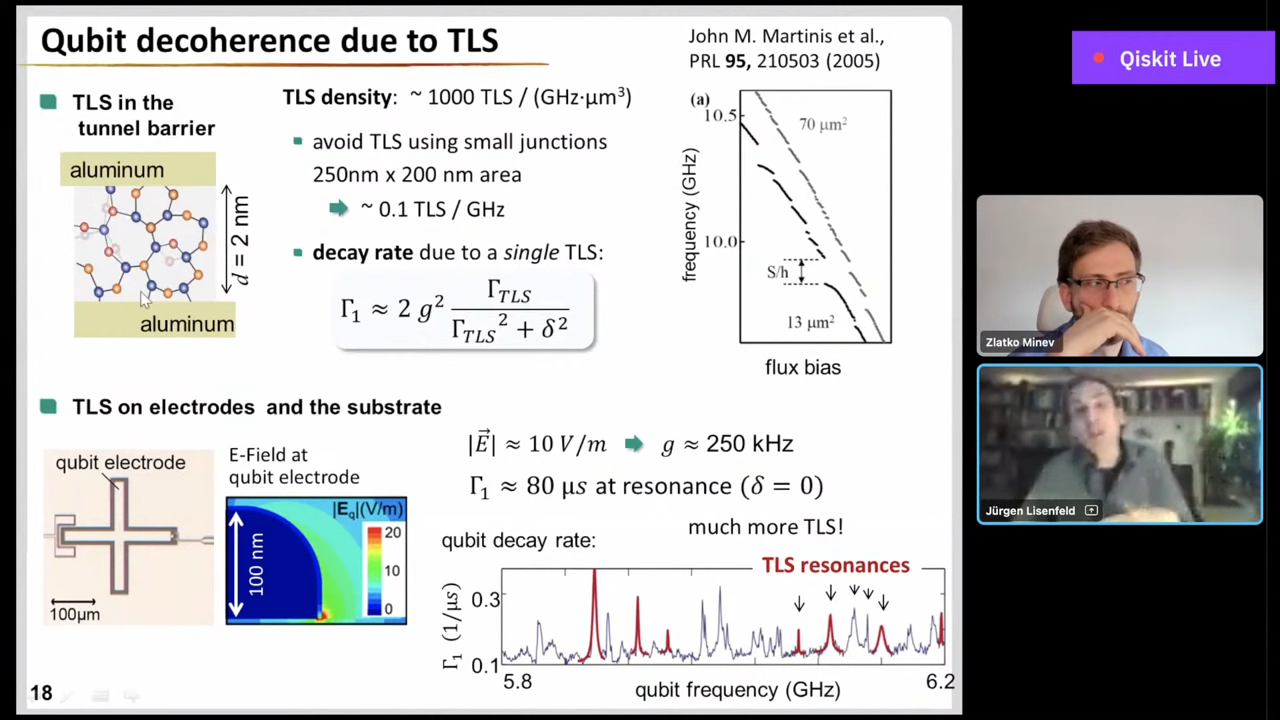 Qubit decoherence due to TLS
John M. Martinis et al.,
PRL 95, 210503 (2005)
Qiskit Live
TLS in the
tunnel barrier
aluminum
d = 2 nm
aluminum
TLS density: ~ 1000 TLS / (GHz·μm³)
avoid TLS using small junctions
250nm x 200 nm area
~ 0.1 TLS / GHz
decay rate due to a single TLS:
Γ₁ ≈ 2 g² Γ_TLS / (Γ_TLS² + δ²)
(a)
10.5
70 μm²
frequency (GHz)
10.0
S/h
13 μm²
flux bias
Zlatko Minev
Jürgen Lisenfeld
TLS on electrodes and the substrate
qubit electrode
100μm
E-Field at
qubit electrode
|E_q|(V/m)
20
10
0
100 nm
|E⃗| ≈ 10 V/m g ≈ 250 kHz
Γ₁ ≈ 80 μs at resonance (δ = 0)
much more TLS!
qubit decay rate:
TLS resonances
Γ₁ (1/μs)
0.3
0.1
5.8
qubit frequency (GHz)
6.2
18